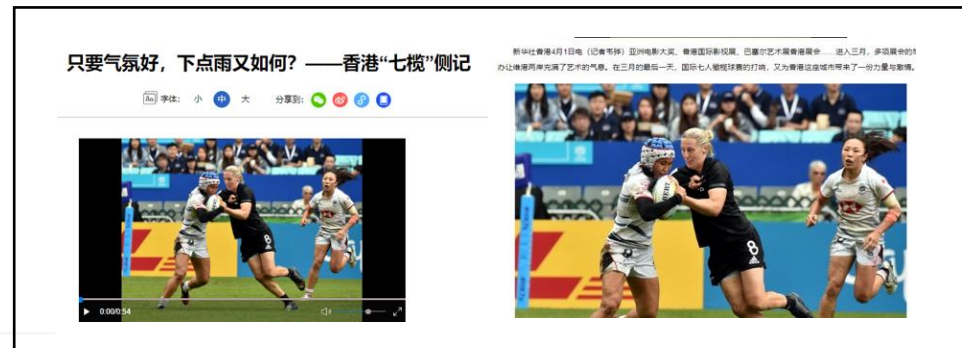 只要气氛好，下点雨又如何？——香港“七榄”侧记
字体： 小 中 大 分享到：
0:00/0:54
8
新华社香港4月1日电（记者韦骅）亚洲电影大奖、香港国际影视展、巴塞尔艺术展香港展会……进入三月，多项展会的
办让维港两岸充满了艺术的气息。在三月的最后一天，国际七人榄榄球赛的打响，又为香港这座城市带来了一份力量与激情。
8